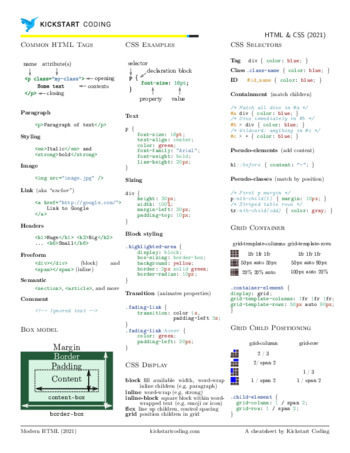 KICKSTART CODING
HTML & CSS (2021)
Common HTML Tags
name attribute(s)
<p class="my-class"> opening
Some text contents
</p> closing
Paragraph
<p>Paragraph of text</p>
Styling
<em>Italic</em> and
<strong>bold</strong>
Image
<img src="image.jpg" />
Link (aka "anchor")
<a href="http://google.com/">
Link to Google
</a>
Headers
<h1>Huge</h1> <h2>Big</h2>
... <h6>Small</h6>
Freeform
<div></div> (block) and
<span></span> (inline)
Semantic
<section>, <article>, and more
Comment
<!-- Ignored text -->
Box model
Margin
Border
Padding
Content
content-box
border-box
CSS Examples
selector
declaration block
p {
font-size: 16px;
}
property value
Text
p {
font-size: 16px;
text-align: center;
color: green;
font-family: "Arial";
font-weight: bold;
line-height: 20px;
}
Sizing
div {
height: 30px;
width: 100%;
margin-left: 30px;
padding-top: 10px;
}
Block styling
.highlighted-area {
display: block;
box-sizing: border-box;
background: yellow;
border: 2px solid green;
border-radius: 10px;
}
Transition (animates properties)
.fading-link {
transition: color 1s,
padding-left 3s;
}
.fading-link:hover {
color: green;
padding-left: 20px;
}
CSS Display
block fill available width, word-wrap
inline children (e.g. paragraph)
inline word-wrap (e.g. strong)
inline-block square block within word-
wrapped text (e.g. emoji or icon)
flex line up children, control spacing
grid position children in grid
CSS Selectors
Tag div { color: blue; }
Class .class-name { color: blue; }
ID #id_name { color: blue; }
Containment (match children)
/* Match all divs in #a */
#a div { color: blue; }
/* Divs immediately in #b */
#b > div { color: blue; }
/* Wildcard: anything in #c */
#c > * { color: blue; }
Pseudo-elements (add content)
h1::before { content: "~"; }
Pseudo-classes (match by position)
/* First p margin */
p:nth-child(1) { margin: 10px; }
/* Striped table rows */
tr:nth-child(odd) { color: gray; }
Grid Container
grid-template-columns grid-template-rows
1fr 1fr 1fr 1fr 1fr 1fr
50px auto 50px 50px auto 50px
25% 25% auto 100px auto 20%
.container-element {
display: grid;
grid-template-columns: 1fr 1fr 1fr;
grid-template-rows: 50px auto 50px;
}
Grid Child Positioning
grid-column grid-row
2 / 3
2/ span 2
1 / 3
1 / span 2 1 / span 2
.child-element {
grid-column: 1 / span 2;
grid-row: 1 / span 2;
}
Modern HTML (2021) kickstartcoding.com A cheatsheet by Kickstart Coding